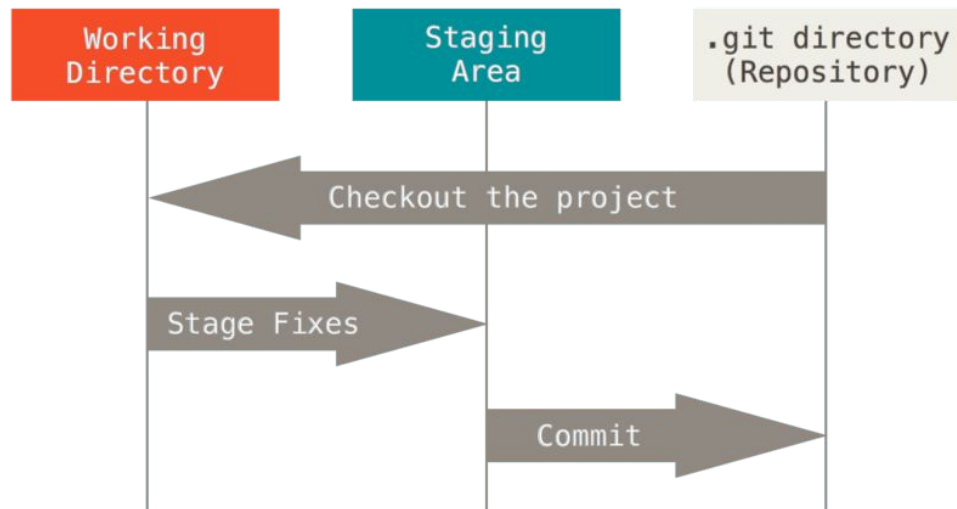 Working
Directory
Staging
Area
.git directory
(Repository)
Checkout the project
Stage Fixes
Commit